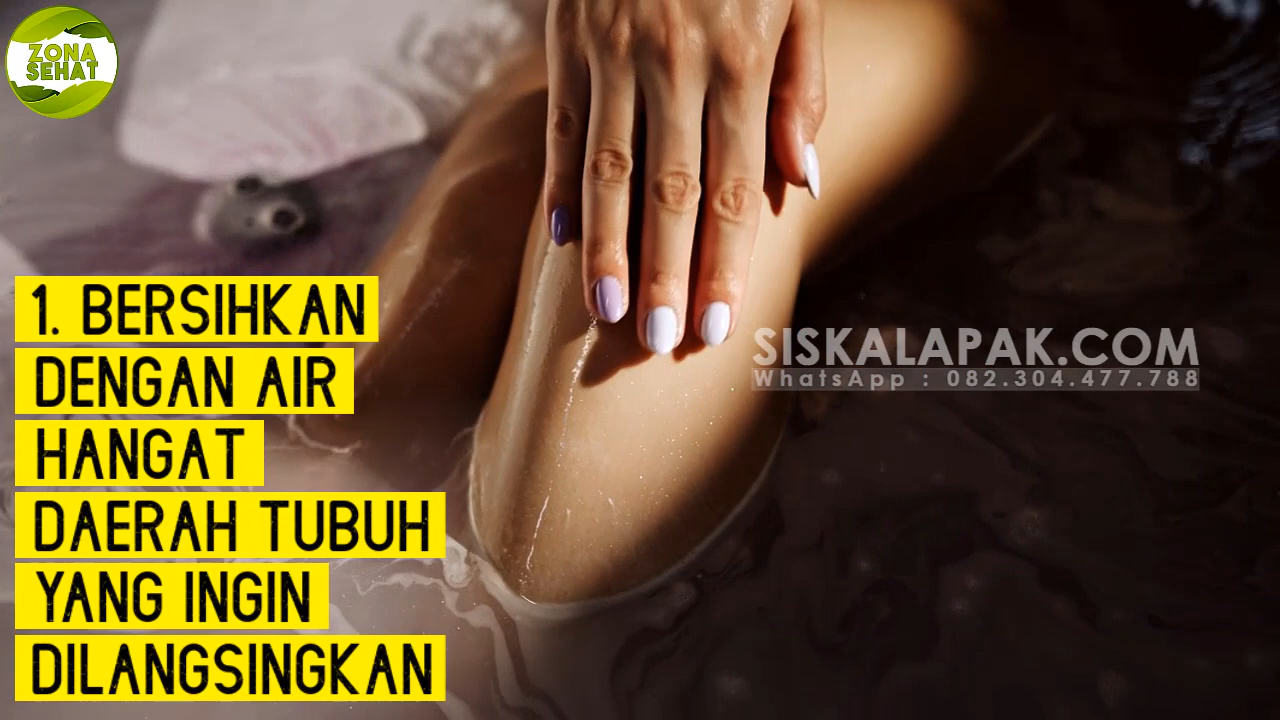 ZONA
SEHAT
1. BERSIHKAN
DENGAN AIR
HANGAT
DAERAH TUBUH
YANG INGIN
DILANGSINGKAN
SISKALAPAK.COM
WhatsApp : 082.304.477.788